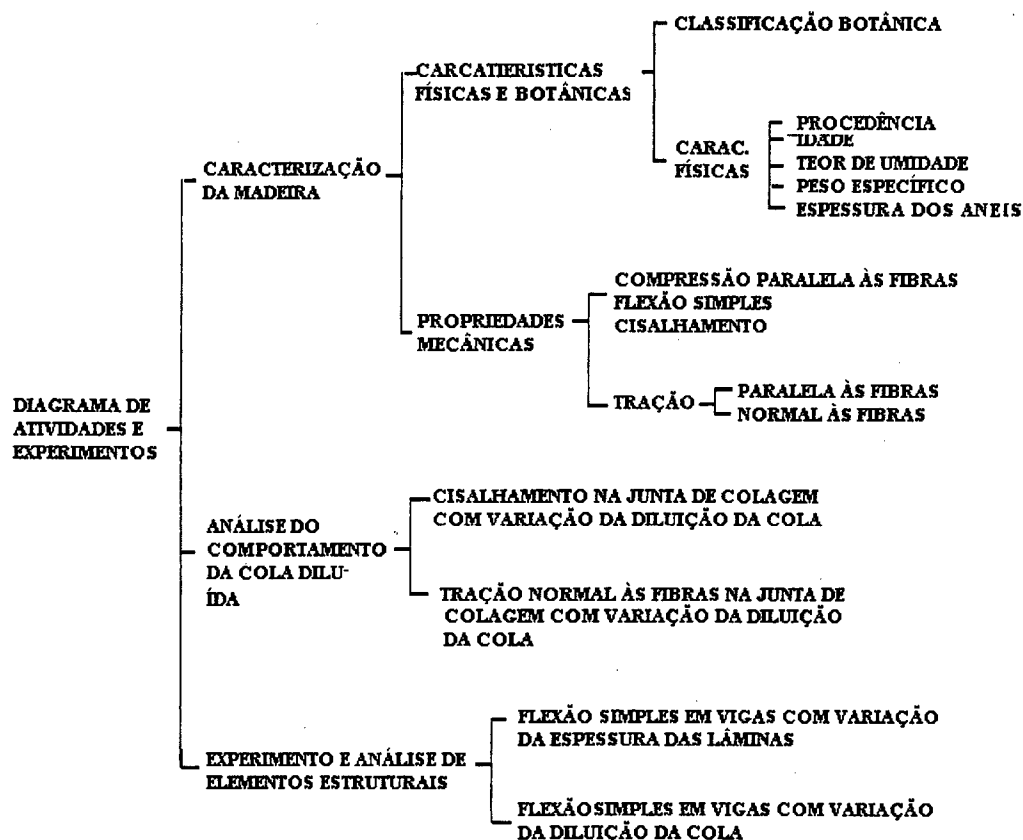 CLASSIFICAÇÃO BOTÂNICA
CARCATIERISTICAS
FÍSICAS E BOTÂNICAS
PROCEDÊNCIA
IDADE
CARAC.
FÍSICAS
TEOR DE UMIDADE
PESO ESPECÍFICO
ESPESSURA DOS ANEIS
CARACTERIZAÇÃO
DA MADEIRA
COMPRESSÃO PARALELA ÀS FIBRAS
FLEXÃO SIMPLES
CISALHAMENTO
PROPRIEDADES
MECÂNICAS
TRAÇÃO
PARALELA ÀS FIBRAS
NORMAL ÀS FIBRAS
DIAGRAMA DE
ATIVIDADES E
EXPERIMENTOS
CISALHAMENTO NA JUNTA DE COLAGEM
COM VARIAÇÃO DA DILUIÇÃO DA COLA
ANÁLISE DO
COMPORTAMENTO
DA COLA DILU-
ÍDA
TRAÇÃO NORMAL ÀS FIBRAS NA JUNTA DE
COLAGEM COM VARIAÇÃO DA DILUIÇÃO
DA COLA
FLEXÃO SIMPLES EM VIGAS COM VARIAÇÃO
DA ESPESSURA DAS LÂMINAS
EXPERIMENTO E ANÁLISE DE
ELEMENTOS ESTRUTURAIS
FLEXÃO SIMPLES EM VIGAS COM VARIAÇÃO
DA DILUIÇÃO DA COLA